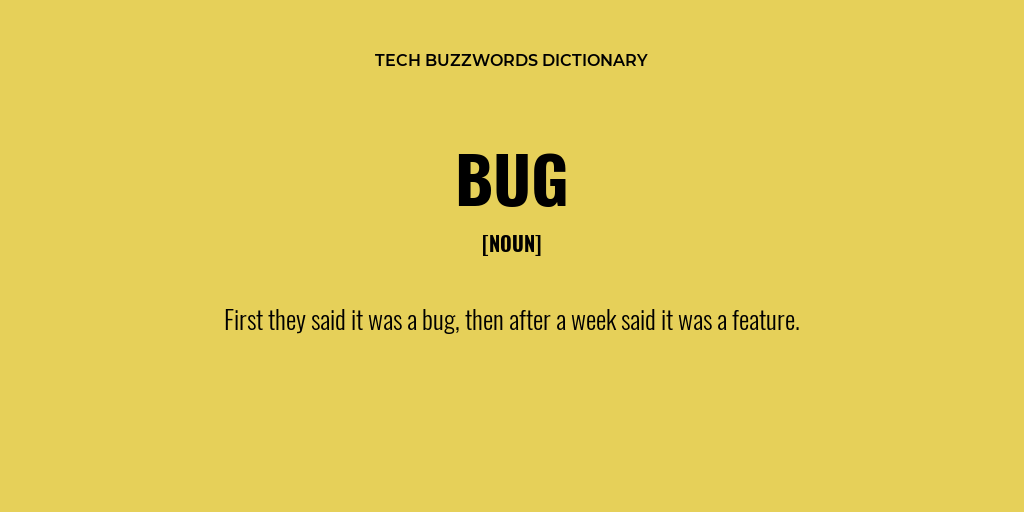 TECH BUZZWORDS DICTIONARY
BUG
[NOUN]
First they said it was a bug, then after a week said it was a feature.